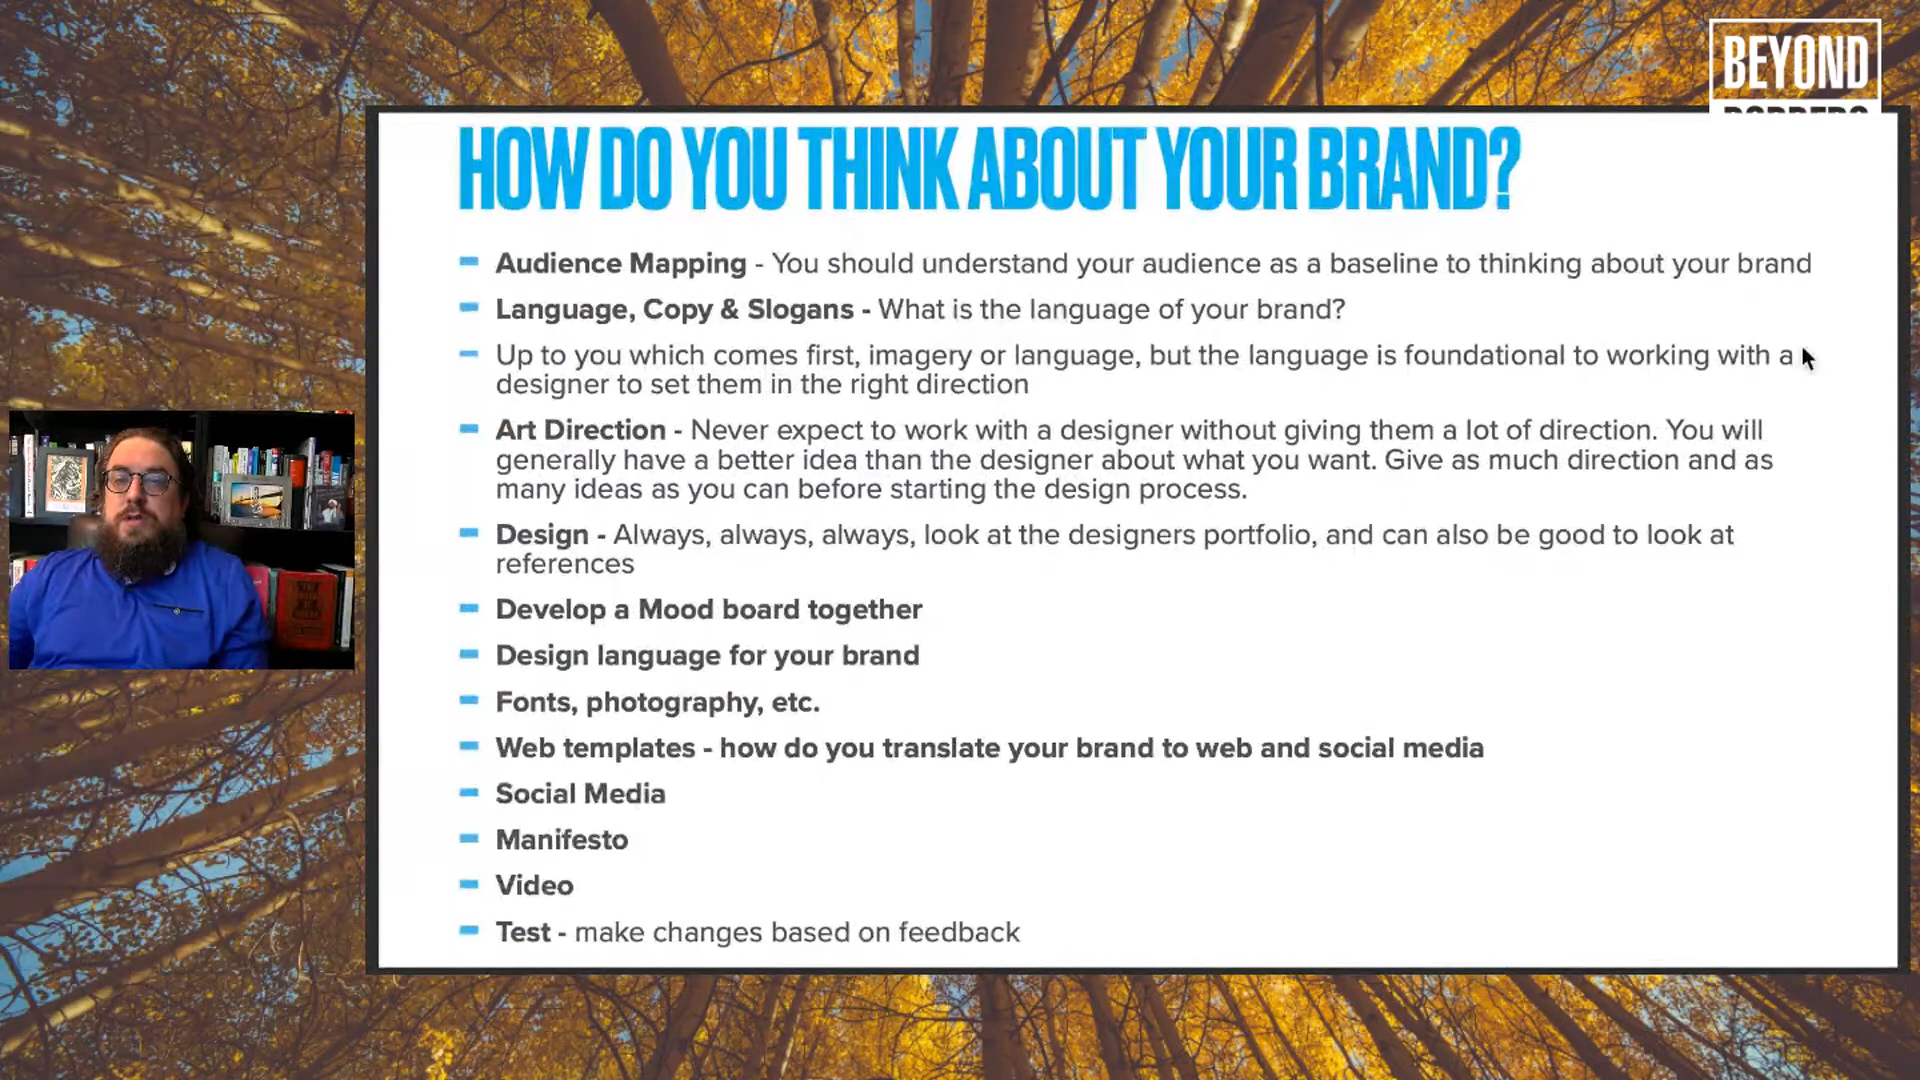 BEYOND
HOW DO YOU THINK ABOUT YOUR BRAND?
- Audience Mapping - You should understand your audience as a baseline to thinking about your brand
- Language, Copy & Slogans - What is the language of your brand?
- Up to you which comes first, imagery or language, but the language is foundational to working with a
designer to set them in the right direction
- Art Direction - Never expect to work with a designer without giving them a lot of direction. You will
generally have a better idea than the designer about what you want. Give as much direction and as
many ideas as you can before starting the design process.
- Design - Always, always, always, look at the designers portfolio, and can also be good to look at
references
- Develop a Mood board together
- Design language for your brand
- Fonts, photography, etc.
- Web templates - how do you translate your brand to web and social media
- Social Media
- Manifesto
- Video
- Test - make changes based on feedback